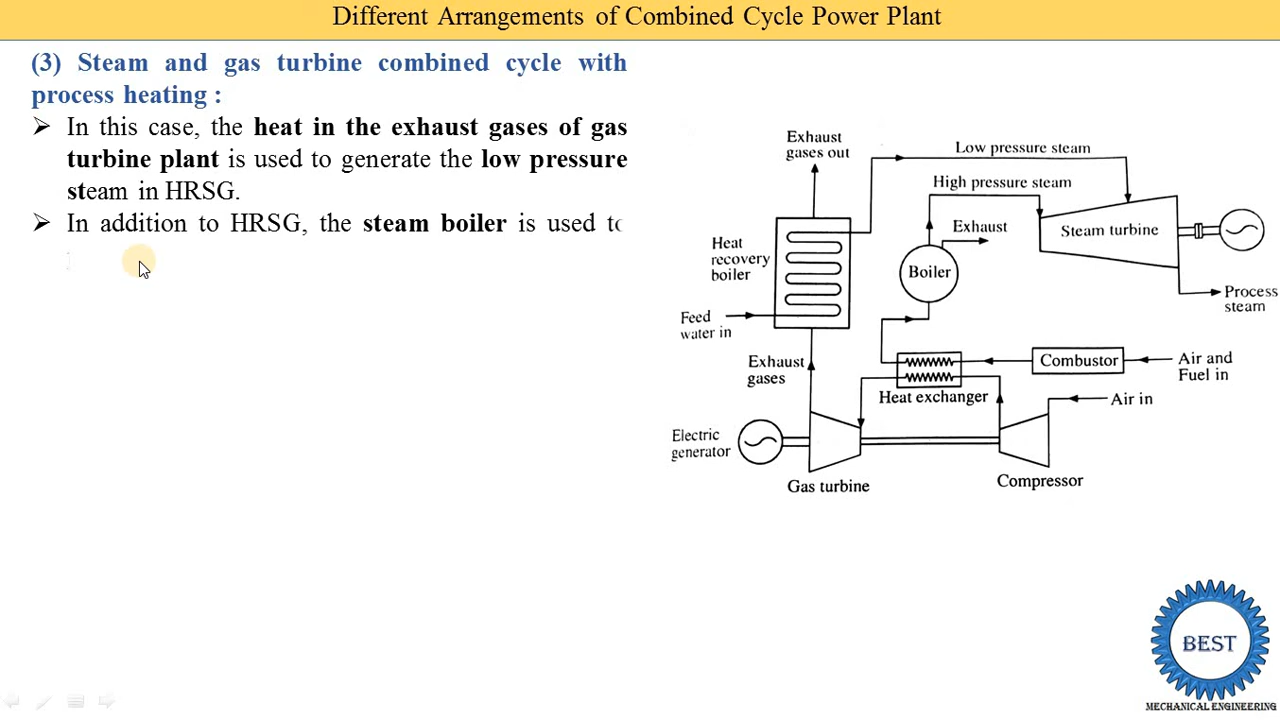 Different Arrangements of Combined Cycle Power Plant
(3) Steam and gas turbine combined cycle with
process heating :
➤ In this case, the heat in the exhaust gases of gas
turbine plant is used to generate the low pressure
steam in HRSG.
➤ In addition to HRSG, the steam boiler is used
Exhaust
gases out
Low pressure steam
High pressure steam
Exhaust
Steam turbine
Heat
recovery
boiler
Boiler
Process
steam
Feed
water in
Exhaust
gases
Combustor
Air and
Fuel in
Heat exchanger
Air in
Electric
generator
Gas turbine
Compressor
BEST
MECHANICAL ENGINEERING